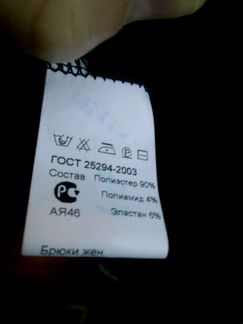 ГОСТ 25294-2003
Состав Полиэстер 90%
Полиамид 4%
АЯ46 Эластан 6%
Брюки жен